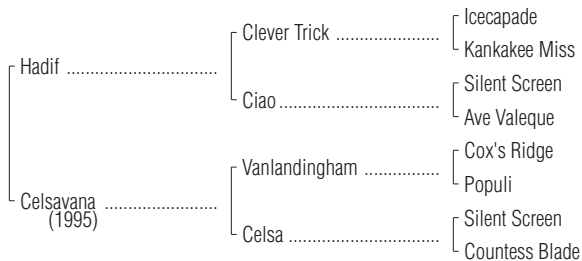 Icecapade
Clever Trick ....................
Kankakee Miss
Hadif .............................
Silent Screen
Ciao ................................
Ave Valeque
Cox's Ridge
Vanlandingham ...............
Populi
Celsavana ......................
(1995)
Silent Screen
Celsa ..............................
Countess Blade